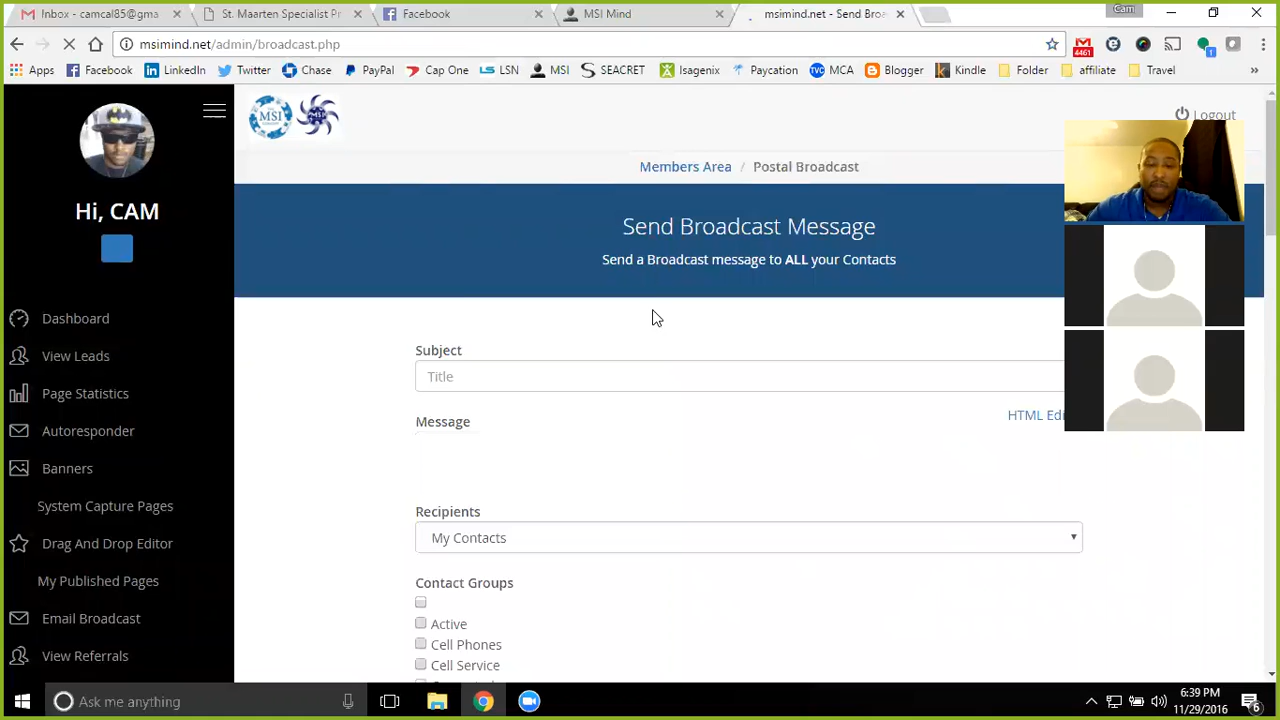 Inbox - camcal85@gma
St. Maarten Specialist Pr
Facebook
MSI Mind
msimind.net - Send Broa
Cam
msimind.net/admin/broadcast.php
4461
1
Apps
Facebook
LinkedIn
Twitter
Chase
PayPal
Cap One
LSN
MSI
SEACRET
Isagenix
Paycation
MCA
Blogger
Kindle
Folder
affiliate
Travel
MSI
MSI
Logout
Members Area / Postal Broadcast
Hi, CAM
Send Broadcast Message
Send a Broadcast message to ALL your Contacts
Dashboard
View Leads
Page Statistics
Autoresponder
Banners
System Capture Pages
Drag And Drop Editor
My Published Pages
Email Broadcast
View Referrals
Subject
Title
HTML Edi
Message
Recipients
My Contacts
Contact Groups
Active
Cell Phones
Cell Service
Ask me anything
6:39 PM
11/29/2016
6